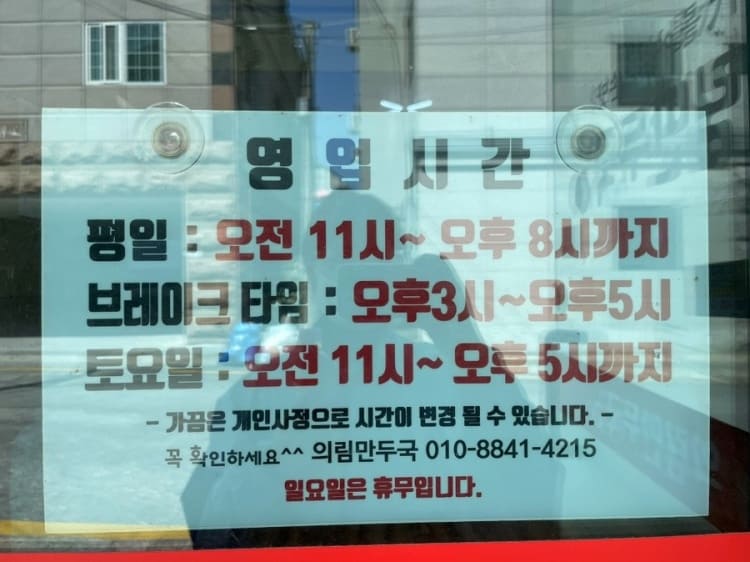 영업시간
평일 : 오전 11시~ 오후 8시까지
브레이크 타임 : 오후3시~오후5시
토요일 : 오전 11시~ 오후 5시까지
- 가끔은 개인사정으로 시간이 변경 될 수 있습니다. -
꼭 확인하세요^^ 의림만두국 010-8841-4215
일요일은 휴무입니다.